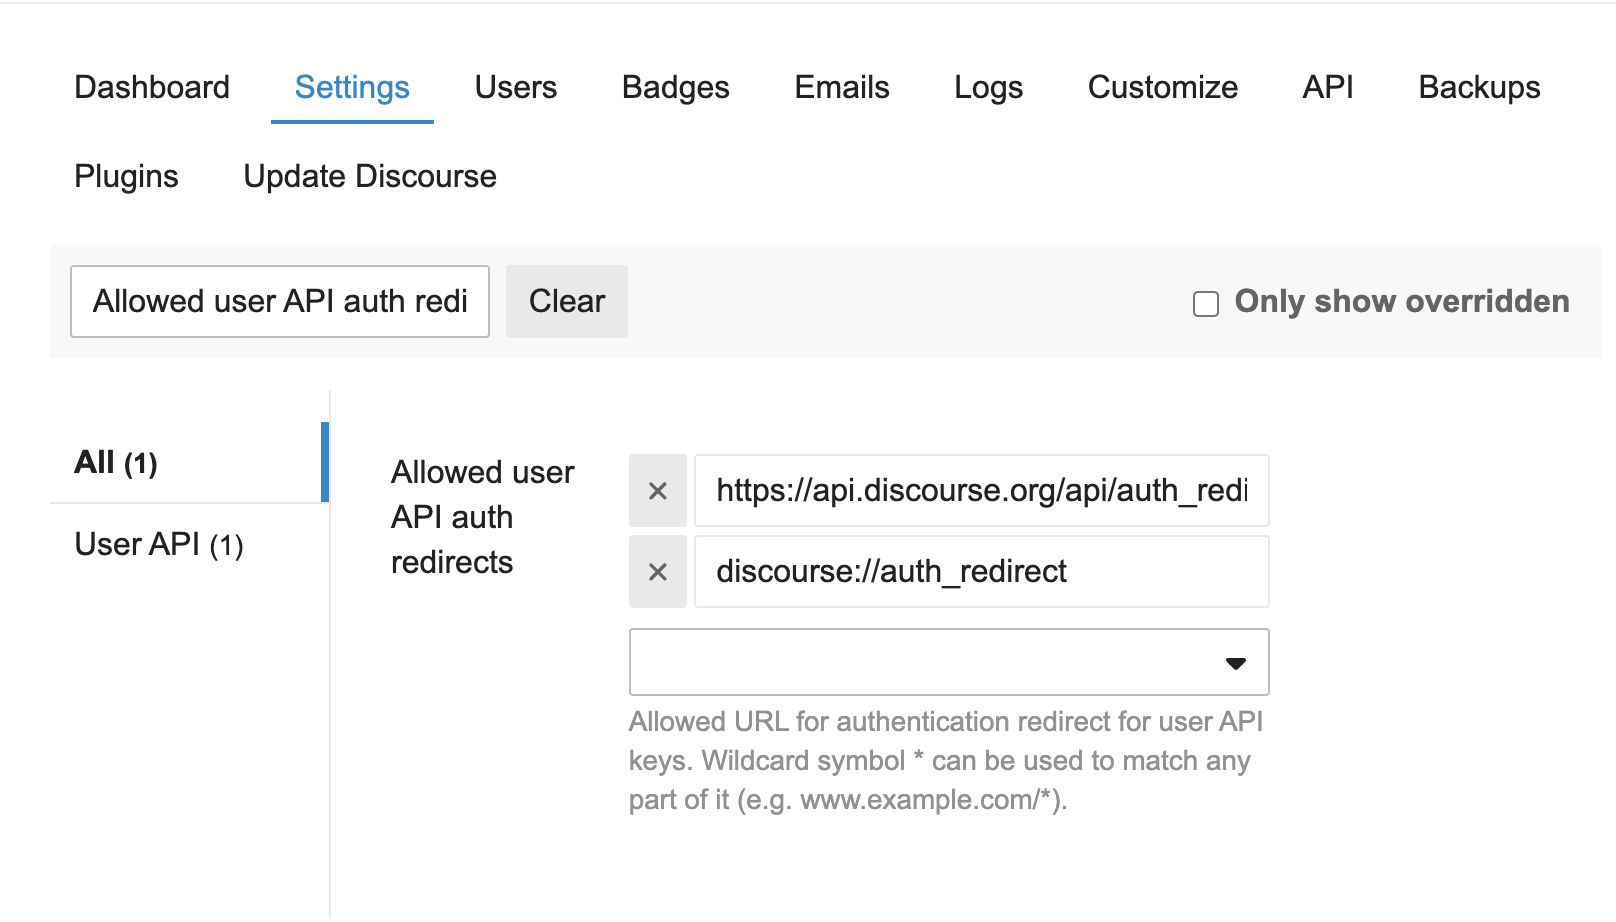 Dashboard Settings Users Badges Emails Logs Customize API Backups
Plugins Update Discourse
Allowed user API auth redi Clear Only show overridden
All (1)
User API (1)
Allowed user
API auth
redirects
× https://api.discourse.org/api/auth_redi
× discourse://auth_redirect
Allowed URL for authentication redirect for user API
keys. Wildcard symbol * can be used to match any
part of it (e.g. www.example.com/*).